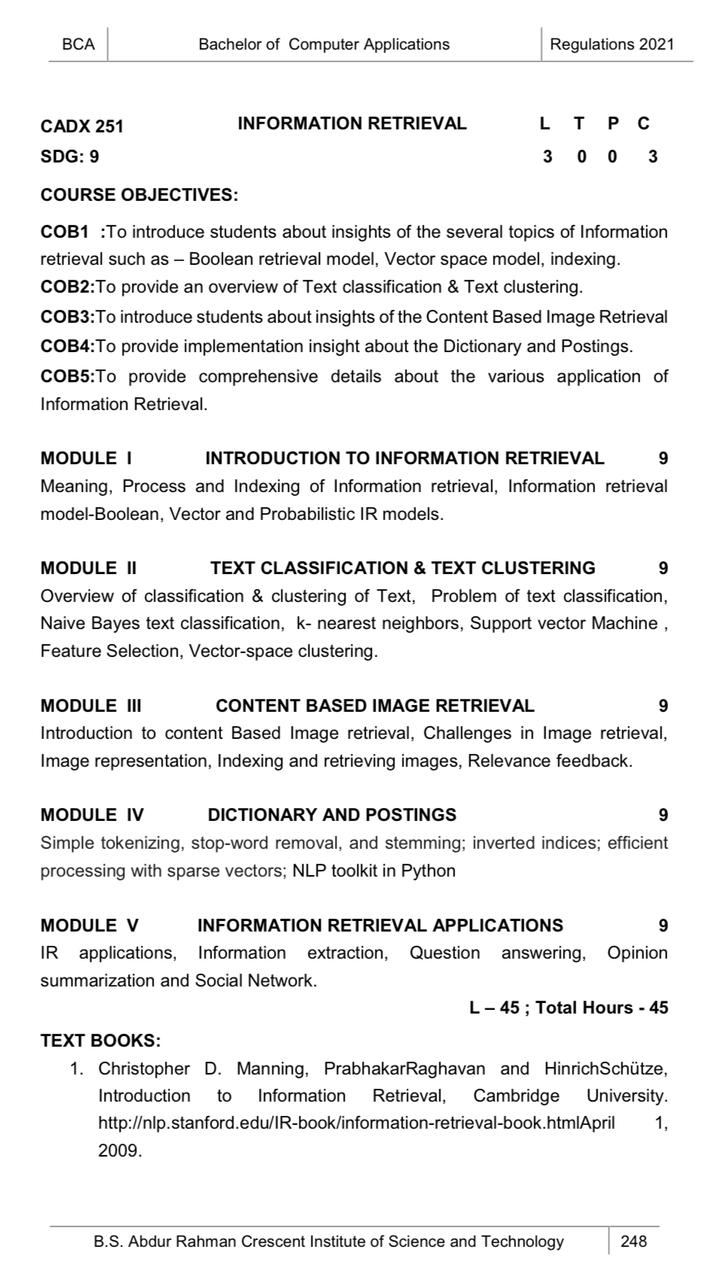 BCA Bachelor of Computer Applications Regulations 2021
CADX 251 INFORMATION RETRIEVAL L T P C
SDG: 9 3 0 0 3
COURSE OBJECTIVES:
COB1 :To introduce students about insights of the several topics of Information
retrieval such as – Boolean retrieval model, Vector space model, indexing.
COB2:To provide an overview of Text classification & Text clustering.
COB3:To introduce students about insights of the Content Based Image Retrieval
COB4:To provide implementation insight about the Dictionary and Postings.
COB5:To provide comprehensive details about the various application of
Information Retrieval.
MODULE I INTRODUCTION TO INFORMATION RETRIEVAL 9
Meaning, Process and Indexing of Information retrieval, Information retrieval
model-Boolean, Vector and Probabilistic IR models.
MODULE II TEXT CLASSIFICATION & TEXT CLUSTERING 9
Overview of classification & clustering of Text, Problem of text classification,
Naive Bayes text classification, k- nearest neighbors, Support vector Machine ,
Feature Selection, Vector-space clustering.
MODULE III CONTENT BASED IMAGE RETRIEVAL 9
Introduction to content Based Image retrieval, Challenges in Image retrieval,
Image representation, Indexing and retrieving images, Relevance feedback.
MODULE IV DICTIONARY AND POSTINGS 9
Simple tokenizing, stop-word removal, and stemming; inverted indices; efficient
processing with sparse vectors; NLP toolkit in Python
MODULE V INFORMATION RETRIEVAL APPLICATIONS 9
IR applications, Information extraction, Question answering, Opinion
summarization and Social Network.
L – 45 ; Total Hours - 45
TEXT BOOKS:
1. Christopher D. Manning, PrabhakarRaghavan and HinrichSchütze,
Introduction to Information Retrieval, Cambridge University.
http://nlp.stanford.edu/IR-book/information-retrieval-book.htmlApril 1,
2009.
B.S. Abdur Rahman Crescent Institute of Science and Technology 248